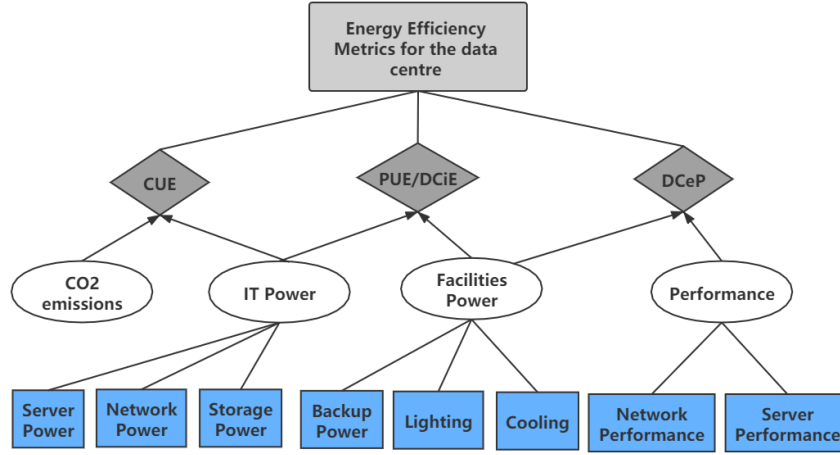 Energy Efficiency
Metrics for the data
centre
CUE
PUE/DCiE
DCeP
CO2
emissions
IT Power
Facilities
Power
Performance
Server
Power
Network
Power
Storage
Power
Backup
Power
Lighting
Cooling
Network
Performance
Server
Performance